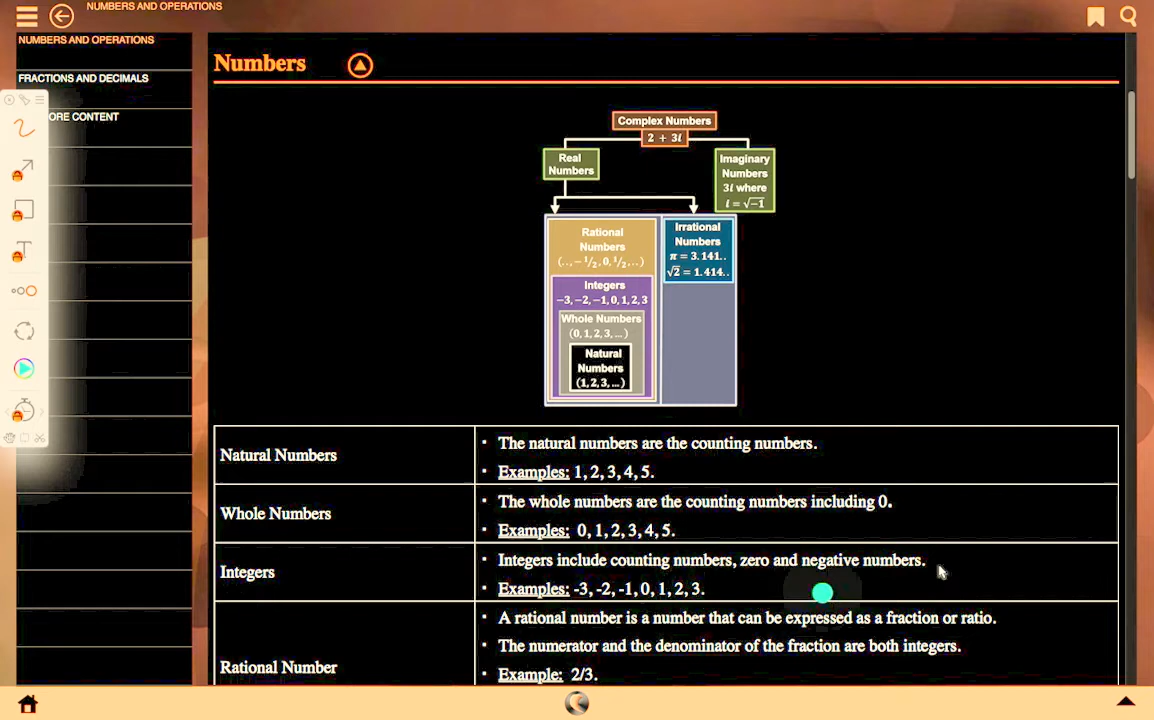 NUMBERS AND OPERATIONS
NUMBERS AND OPERATIONS
FRACTIONS AND DECIMALS
ORE CONTENT
Numbers
Complex Numbers
2 + 3i
Real
Numbers
Imaginary
Numbers
3i where
i = √−1
Rational
Numbers
(.., − 1/2, 0, 1/2, ..)
Irrational
Numbers
π = 3.141..
√2 = 1.414..
Integers
−3, −2, −1, 0, 1, 2, 3
Whole Numbers
(0, 1, 2, 3, ...)
Natural
Numbers
(1, 2, 3, ...)
Natural Numbers
· The natural numbers are the counting numbers.
· Examples: 1, 2, 3, 4, 5.
Whole Numbers
· The whole numbers are the counting numbers including 0.
· Examples: 0, 1, 2, 3, 4, 5.
Integers
· Integers include counting numbers, zero and negative numbers.
· Examples: -3, -2, -1, 0, 1, 2, 3.
Rational Number
· A rational number is a number that can be expressed as a fraction or ratio.
· The numerator and the denominator of the fraction are both integers.
· Example: 2/3.